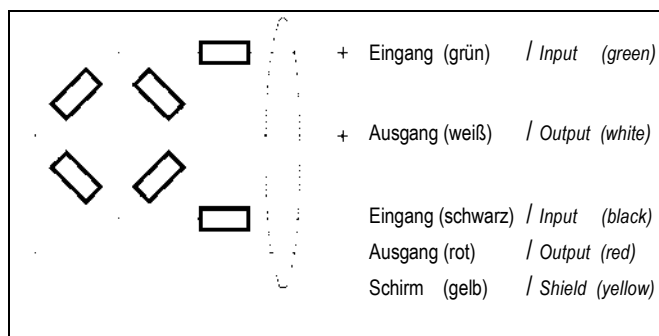 + Eingang (grün) / Input (green)
+ Ausgang (weiß) / Output (white)
Eingang (schwarz) / Input (black)
Ausgang (rot) / Output (red)
Schirm (gelb) / Shield (yellow)